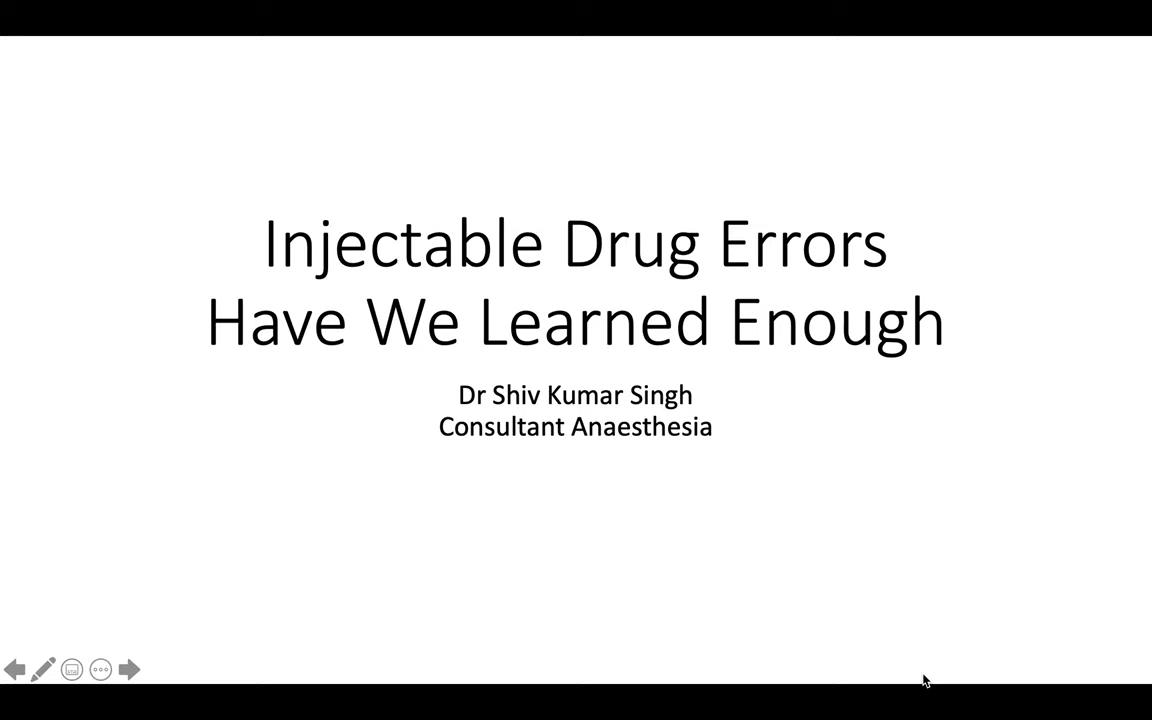 Injectable Drug Errors
Have We Learned Enough
Dr Shiv Kumar Singh
Consultant Anaesthesia